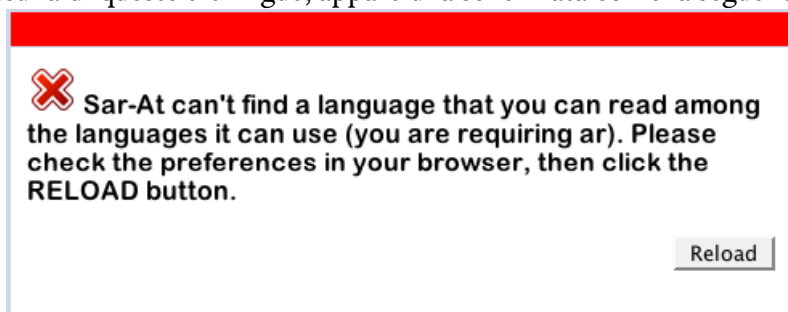 Sar-At can't find a language that you can read among
the languages it can use (you are requiring ar). Please
check the preferences in your browser, then click the
RELOAD button.
Reload